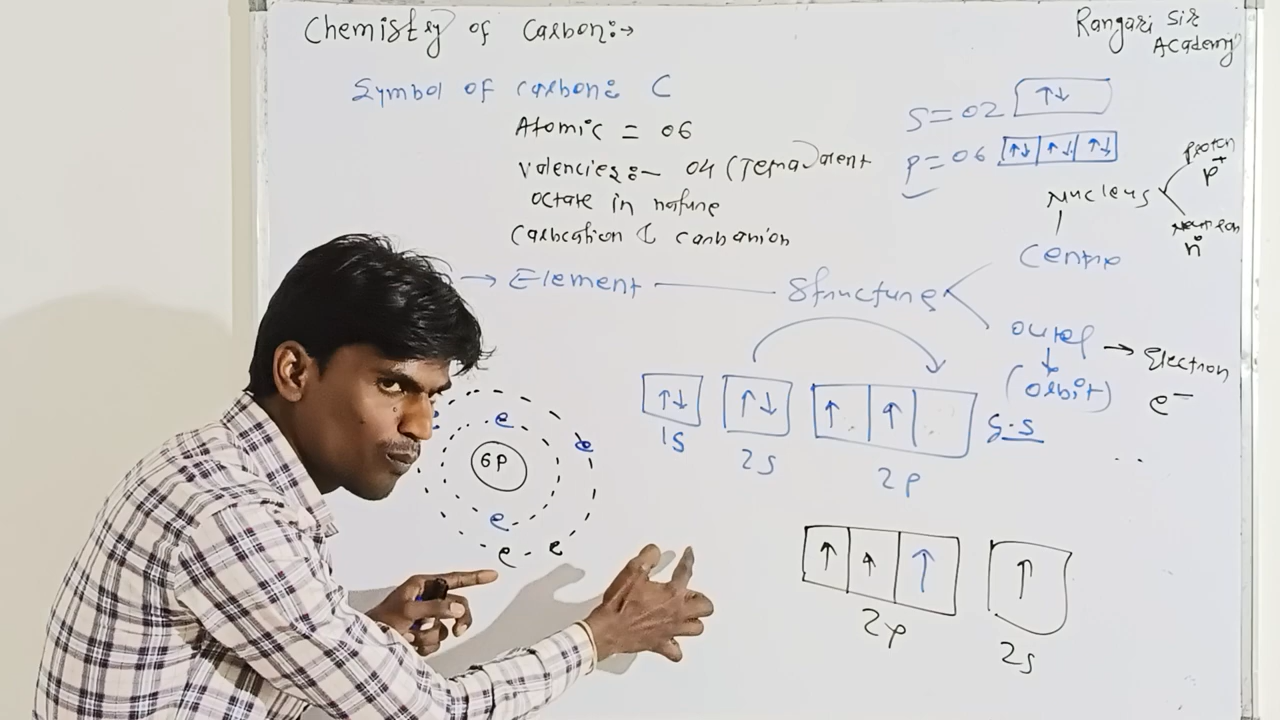 Chemistry of Carbon:→
Rangari Sir
Academy
Symbol of carbon: C
Atomic = 06
Valencies:- 04 (Tetravalent
octate in nature
Carbcation & Carbanion
S = 02 ↑↓
P = 06 ↑↓ ↑↓ ↑↓
Nucleus
Proton
P+
Neutron
n°
Centre
→ Element — Structure
outer → Electron
(orbit)
e-
↑↓ ↑↓ ↑ ↑
1s 2s 2p G.S
e
e
6P
e
e e
↑ ↑ ↑ ↑
2p 2s